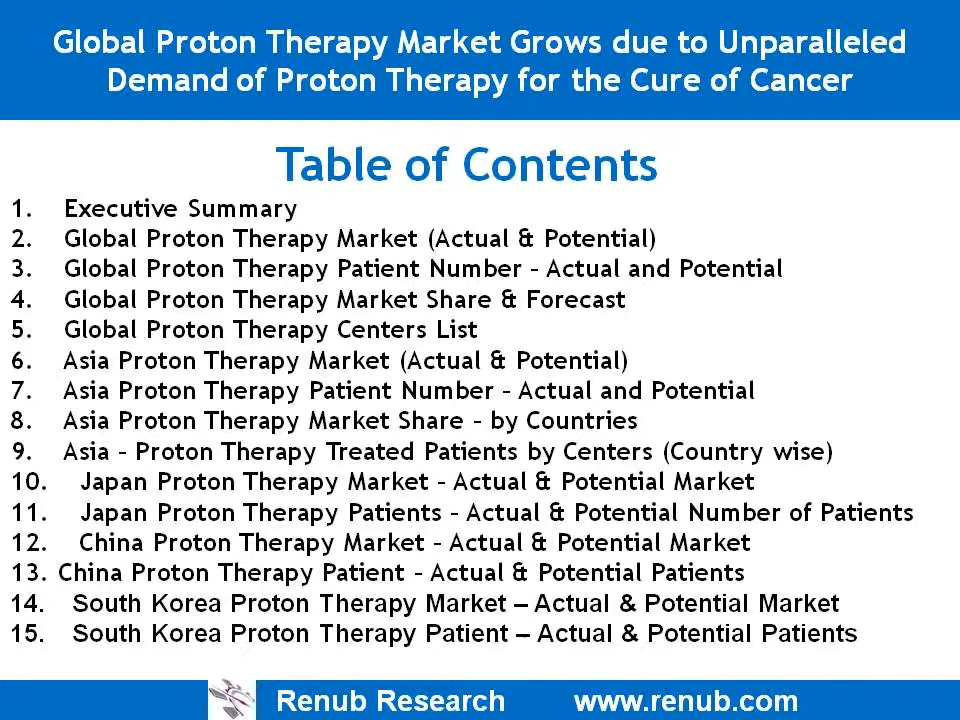 Global Proton Therapy Market Grows due to Unparalleled
Demand of Proton Therapy for the Cure of Cancer
Table of Contents
1. Executive Summary
2. Global Proton Therapy Market (Actual & Potential)
3. Global Proton Therapy Patient Number – Actual and Potential
4. Global Proton Therapy Market Share & Forecast
5. Global Proton Therapy Centers List
6. Asia Proton Therapy Market (Actual & Potential)
7. Asia Proton Therapy Patient Number – Actual and Potential
8. Asia Proton Therapy Market Share – by Countries
9. Asia – Proton Therapy Treated Patients by Centers (Country wise)
10. Japan Proton Therapy Market – Actual & Potential Market
11. Japan Proton Therapy Patients – Actual & Potential Number of Patients
12. China Proton Therapy Market – Actual & Potential Market
13. China Proton Therapy Patient – Actual & Potential Patients
14. South Korea Proton Therapy Market – Actual & Potential Market
15. South Korea Proton Therapy Patient – Actual & Potential Patients
Renub Research www.renub.com